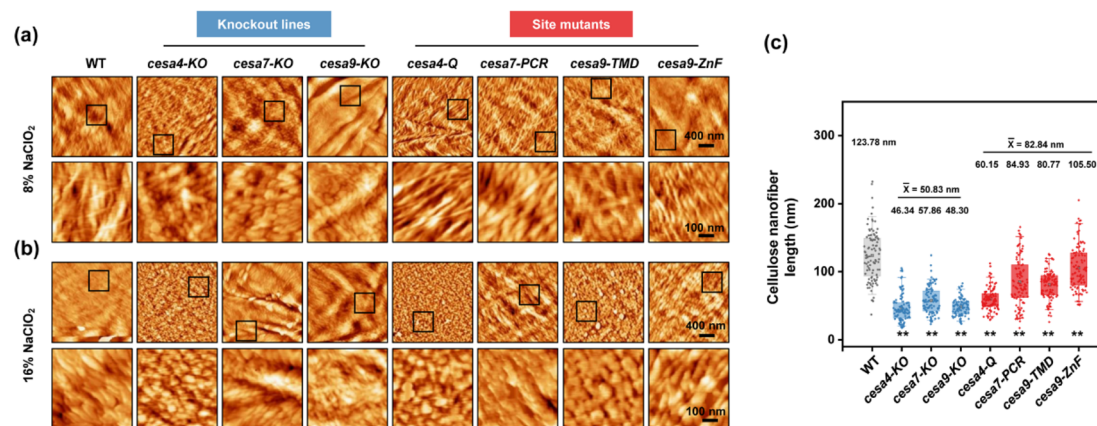 Knockout lines
Site mutants
(a)
WT
cesa4-KO
cesa7-KO
cesa9-KO
cesa4-Q
cesa7-PCR
cesa9-TMD
cesa9-ZnF
8% NaClO₂
400 nm
100 nm
(b)
16% NaClO₂
400 nm
100 nm
(c)
Cellulose nanofiber
length (nm)
300
200
100
0
123.78 nm
X̄ = 50.83 nm
46.34 57.86 48.30
X̄ = 82.84 nm
60.15 84.93 80.77 105.50
** ** ** ** ** ** **
WT
cesa4-KO
cesa7-KO
cesa9-KO
cesa4-Q
cesa7-PCR
cesa9-TMD
cesa9-ZnF